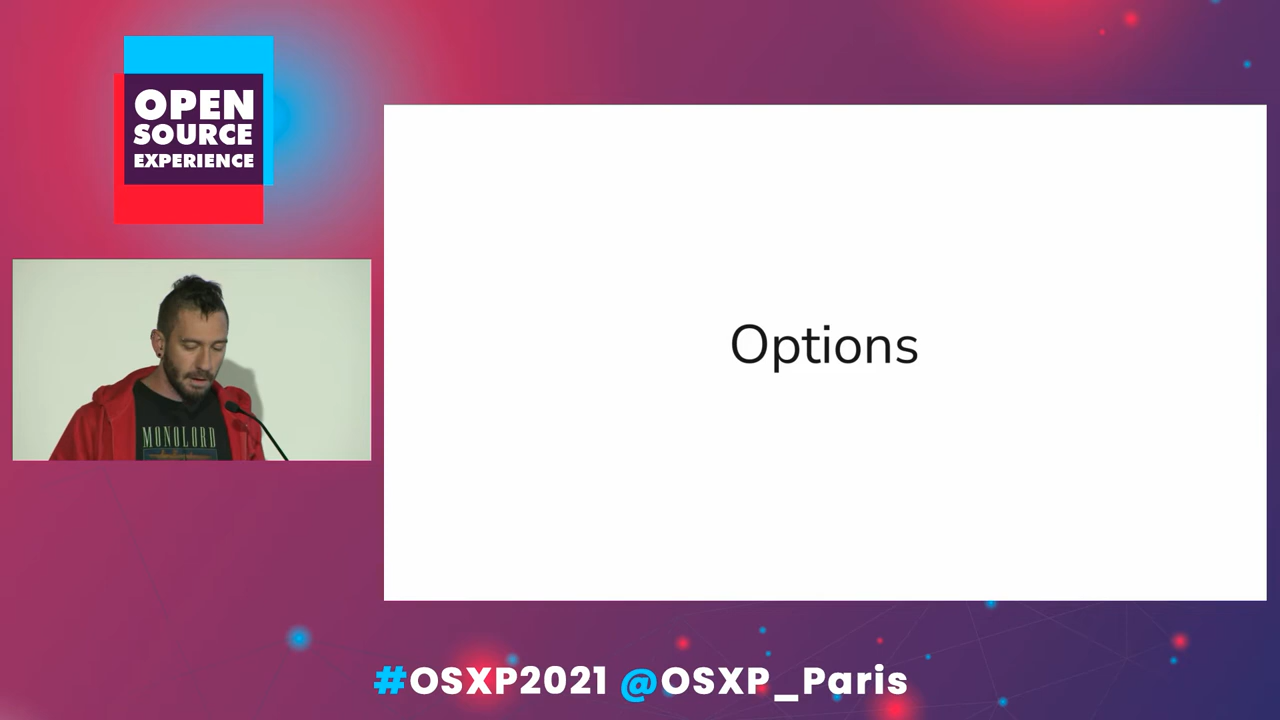 OPEN
SOURCE
EXPERIENCE
MONOLORD
Options
#OSXP2021 @OSXP_Paris